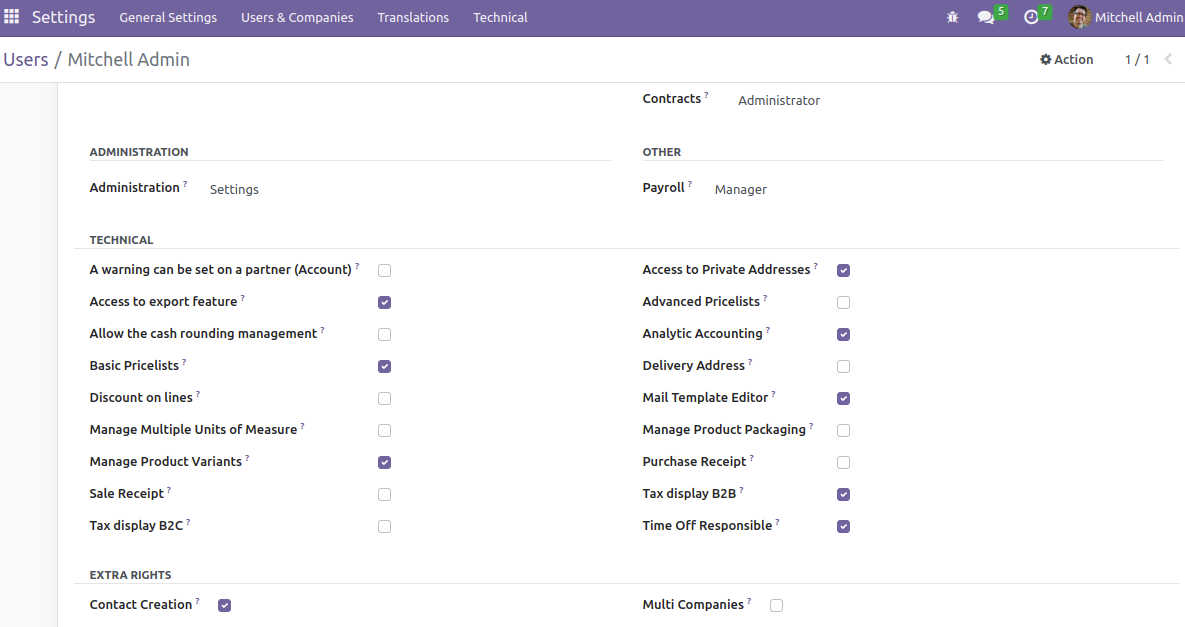 Settings General Settings Users & Companies Translations Technical 5 7 Mitchell Admin
Users / Mitchell Admin Action 1 / 1
Contracts ? Administrator
ADMINISTRATION OTHER
Administration ? Settings Payroll ? Manager
TECHNICAL
A warning can be set on a partner (Account) ? Access to Private Addresses ?
Access to export feature ? Advanced Pricelists ?
Allow the cash rounding management ? Analytic Accounting ?
Basic Pricelists ? Delivery Address ?
Discount on lines ? Mail Template Editor ?
Manage Multiple Units of Measure ? Manage Product Packaging ?
Manage Product Variants ? Purchase Receipt ?
Sale Receipt ? Tax display B2B ?
Tax display B2C ? Time Off Responsible ?
EXTRA RIGHTS
Contact Creation ? Multi Companies ?